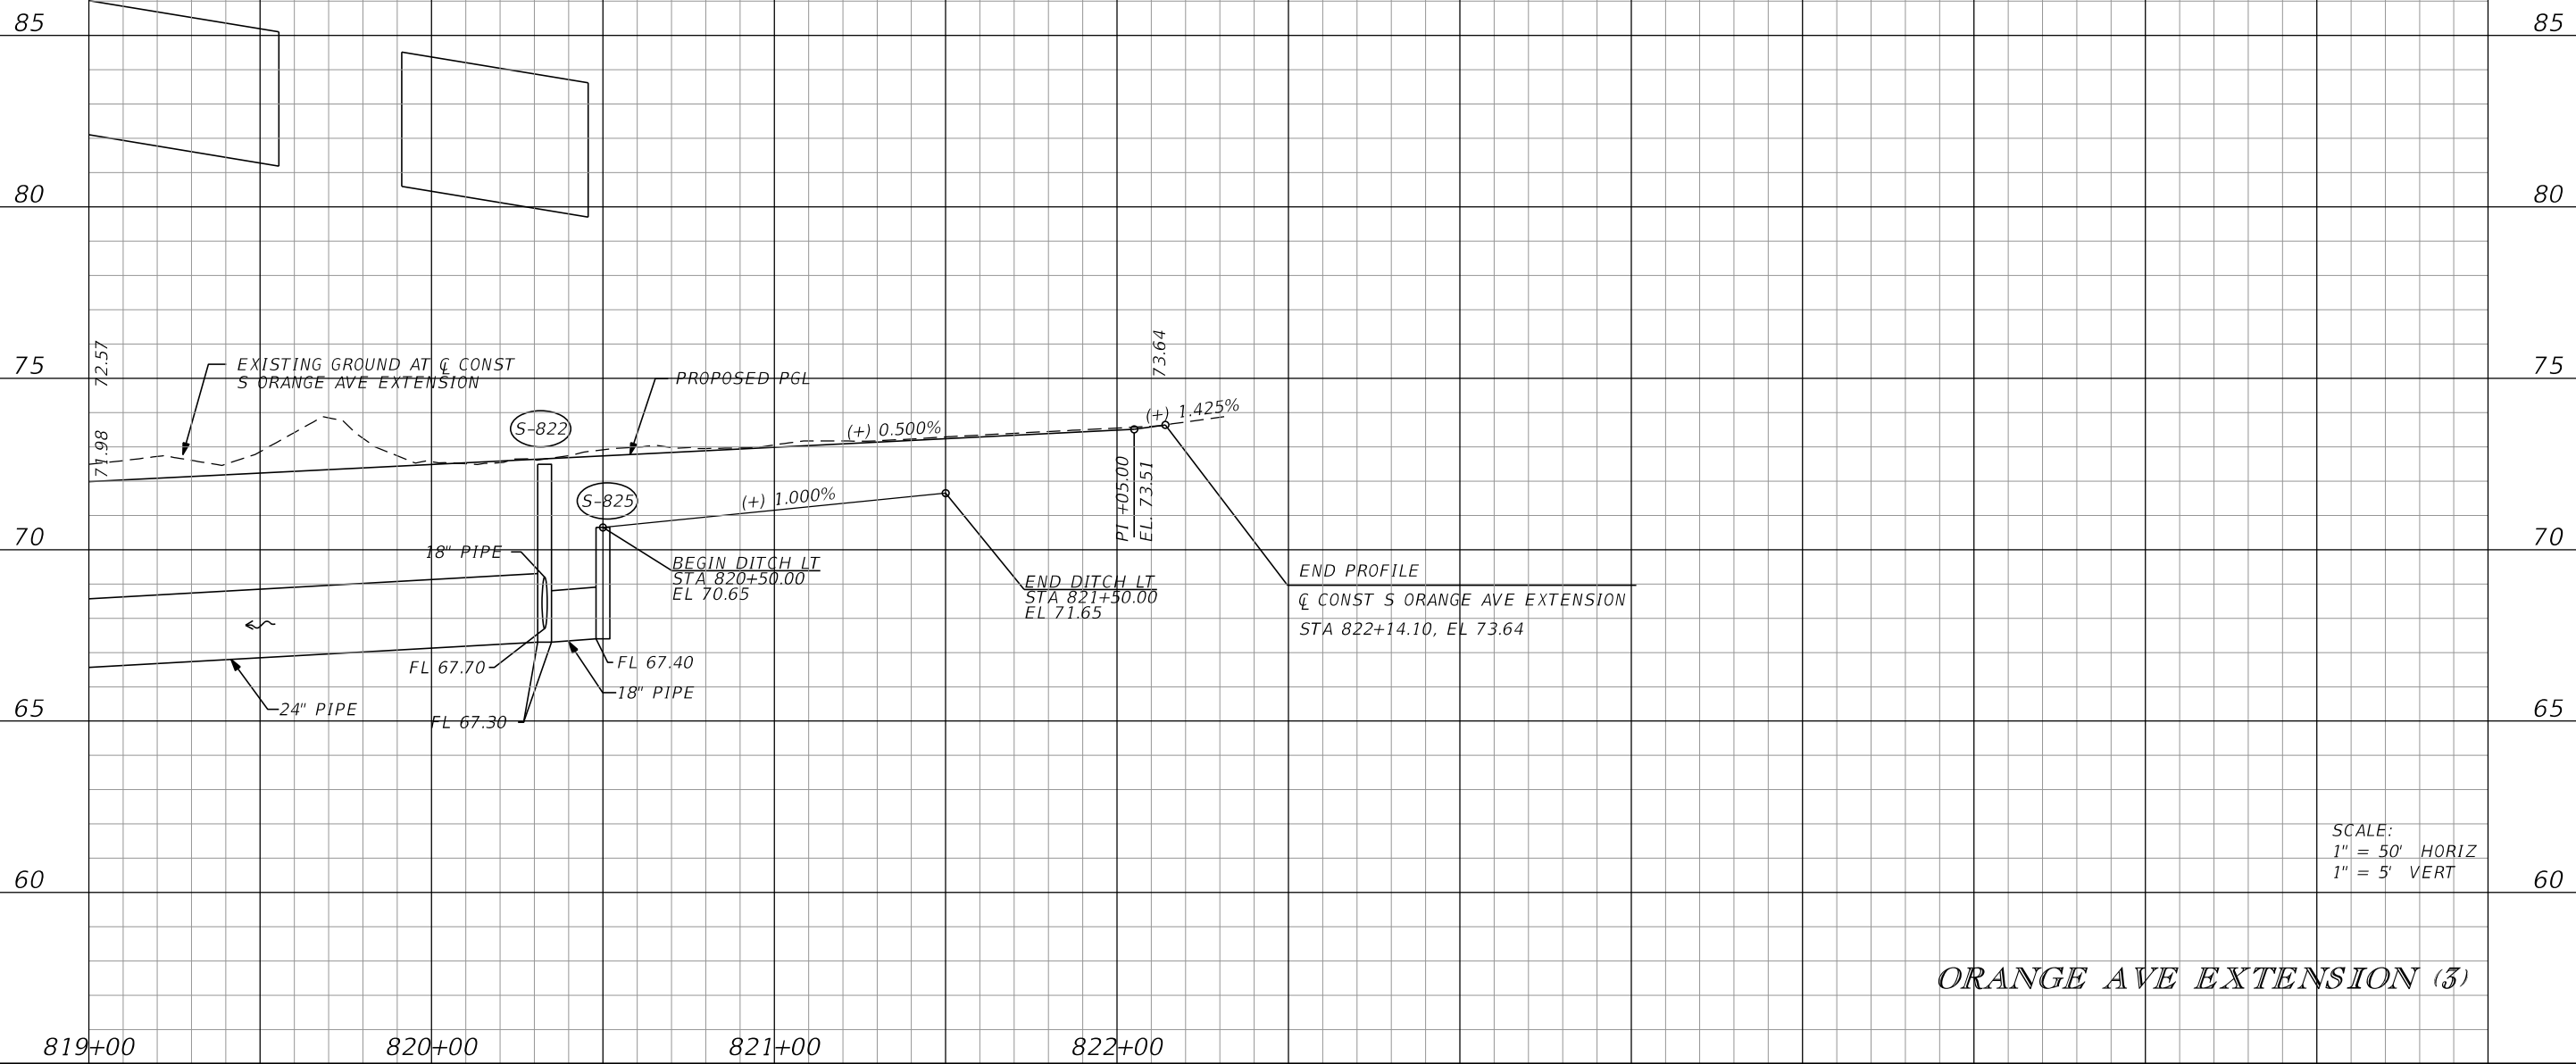 85
85
80
80
75
75
70
70
65
65
60
60
72.57
71.98
EXISTING GROUND AT ℄ CONST
S ORANGE AVE EXTENSION
PROPOSED PGL
S-822
(+) 0.500%
73.64
(+) 1.425%
PI +05.00
EL. 73.51
S-825
(+) 1.000%
18" PIPE
BEGIN DITCH LT
STA 820+50.00
EL 70.65
END DITCH LT
STA 821+50.00
EL 71.65
END PROFILE
℄ CONST S ORANGE AVE EXTENSION
STA 822+14.10, EL 73.64
FL 67.70
FL 67.40
18" PIPE
24" PIPE
FL 67.30
SCALE:
1" = 50' HORIZ
1" = 5' VERT
ORANGE AVE EXTENSION (3)
819+00
820+00
821+00
822+00